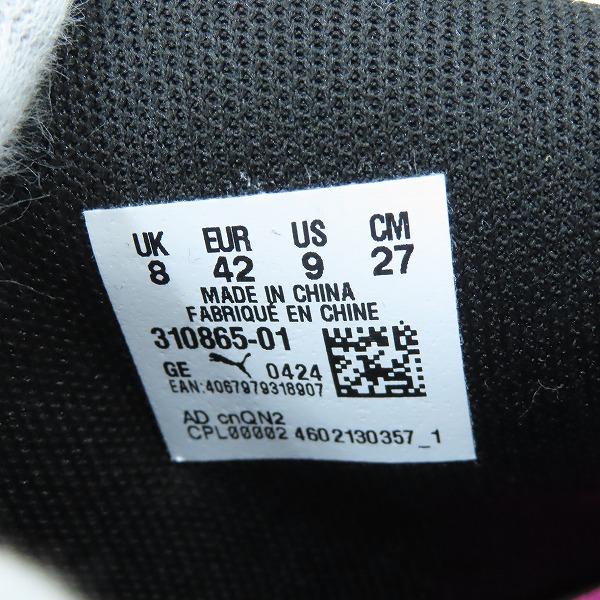 UK EUR US CM
8 42 9 27
MADE IN CHINA
FABRIQUÉ EN CHINE
310865-01
GE 0424
EAN:4067979318907
AD cnQN2
CPL00002 4602130357_1